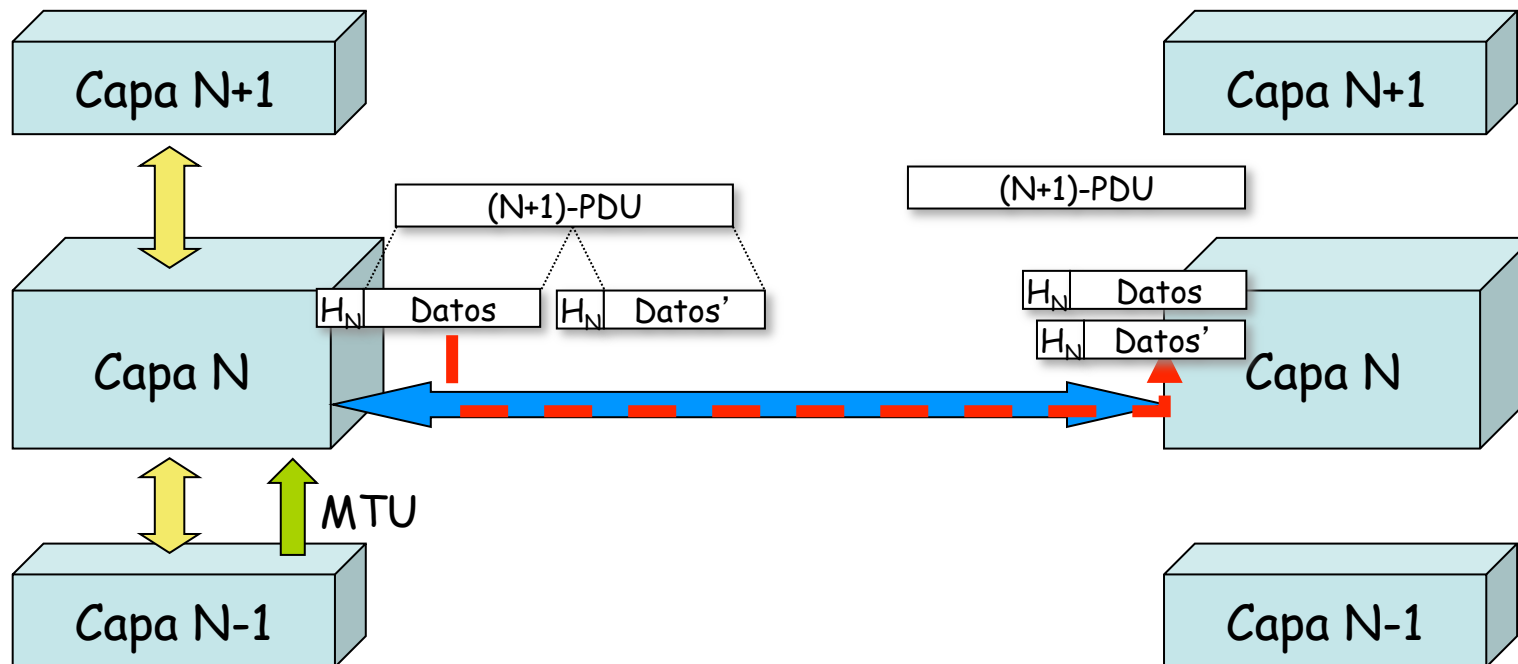 Capa N+1
Capa N+1
(N+1)-PDU
(N+1)-PDU
H_N Datos
H_N Datos’
H_N Datos
H_N Datos’
Capa N
Capa N
MTU
Capa N-1
Capa N-1